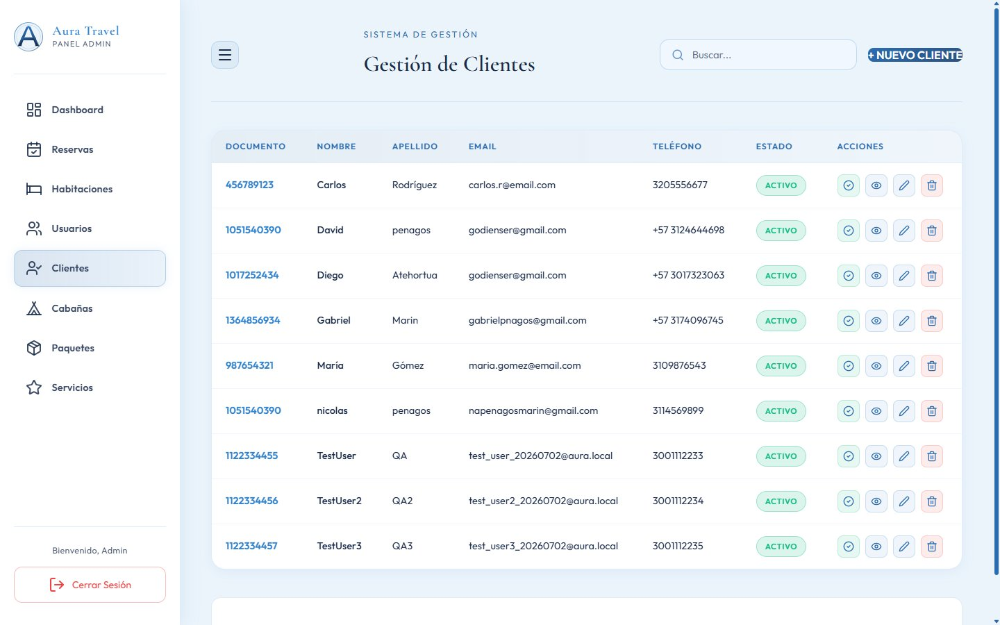 Aura Travel
PANEL ADMIN
Dashboard
Reservas
Habitaciones
Usuarios
Clientes
Cabañas
Paquetes
Servicios
Bienvenido, Admin
Cerrar Sesión
SISTEMA DE GESTIÓN
Gestión de Clientes
Buscar...
+ NUEVO CLIENTE
DOCUMENTO NOMBRE APELLIDO EMAIL TELÉFONO ESTADO ACCIONES
456789123 Carlos Rodríguez carlos.r@email.com 3205556677 ACTIVO
1051540390 David penagos godienser@gmail.com +57 3124644698 ACTIVO
1017252434 Diego Atehortua godienser@gmail.com +57 3017323063 ACTIVO
1364856934 Gabriel Marin gabrielpnagos@gmail.com +57 3174096745 ACTIVO
987654321 María Gómez maria.gomez@email.com 3109876543 ACTIVO
1051540390 nicolas penagos napenagosmarin@gmail.com 3114569899 ACTIVO
1122334455 TestUser QA test_user_20260702@aura.local 3001112233 ACTIVO
1122334456 TestUser2 QA2 test_user2_20260702@aura.local 3001112234 ACTIVO
1122334457 TestUser3 QA3 test_user3_20260702@aura.local 3001112235 ACTIVO